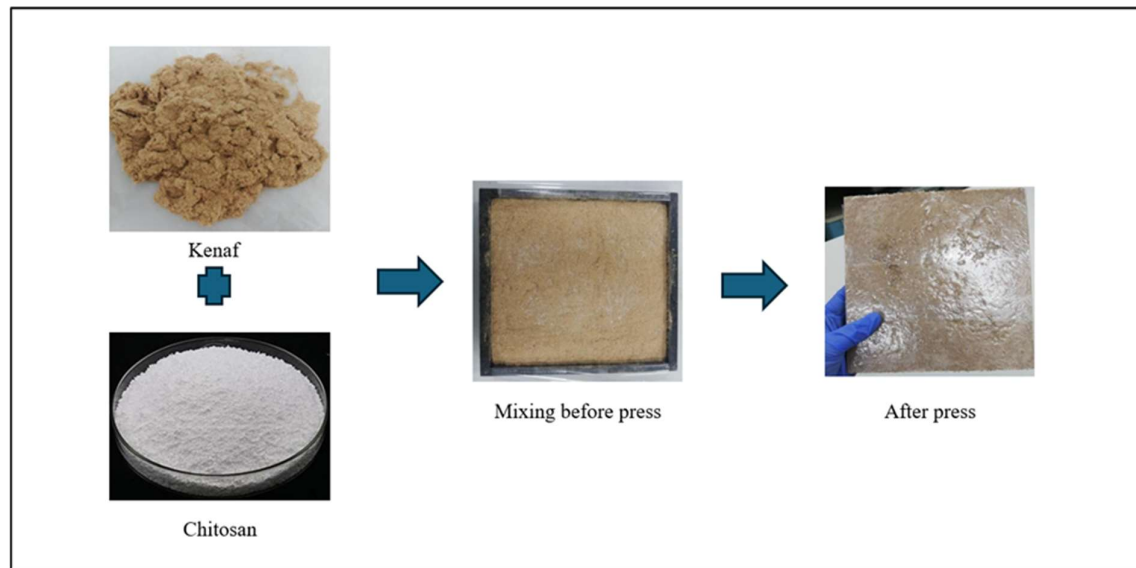 Kenaf
Chitosan
Mixing before press
After press